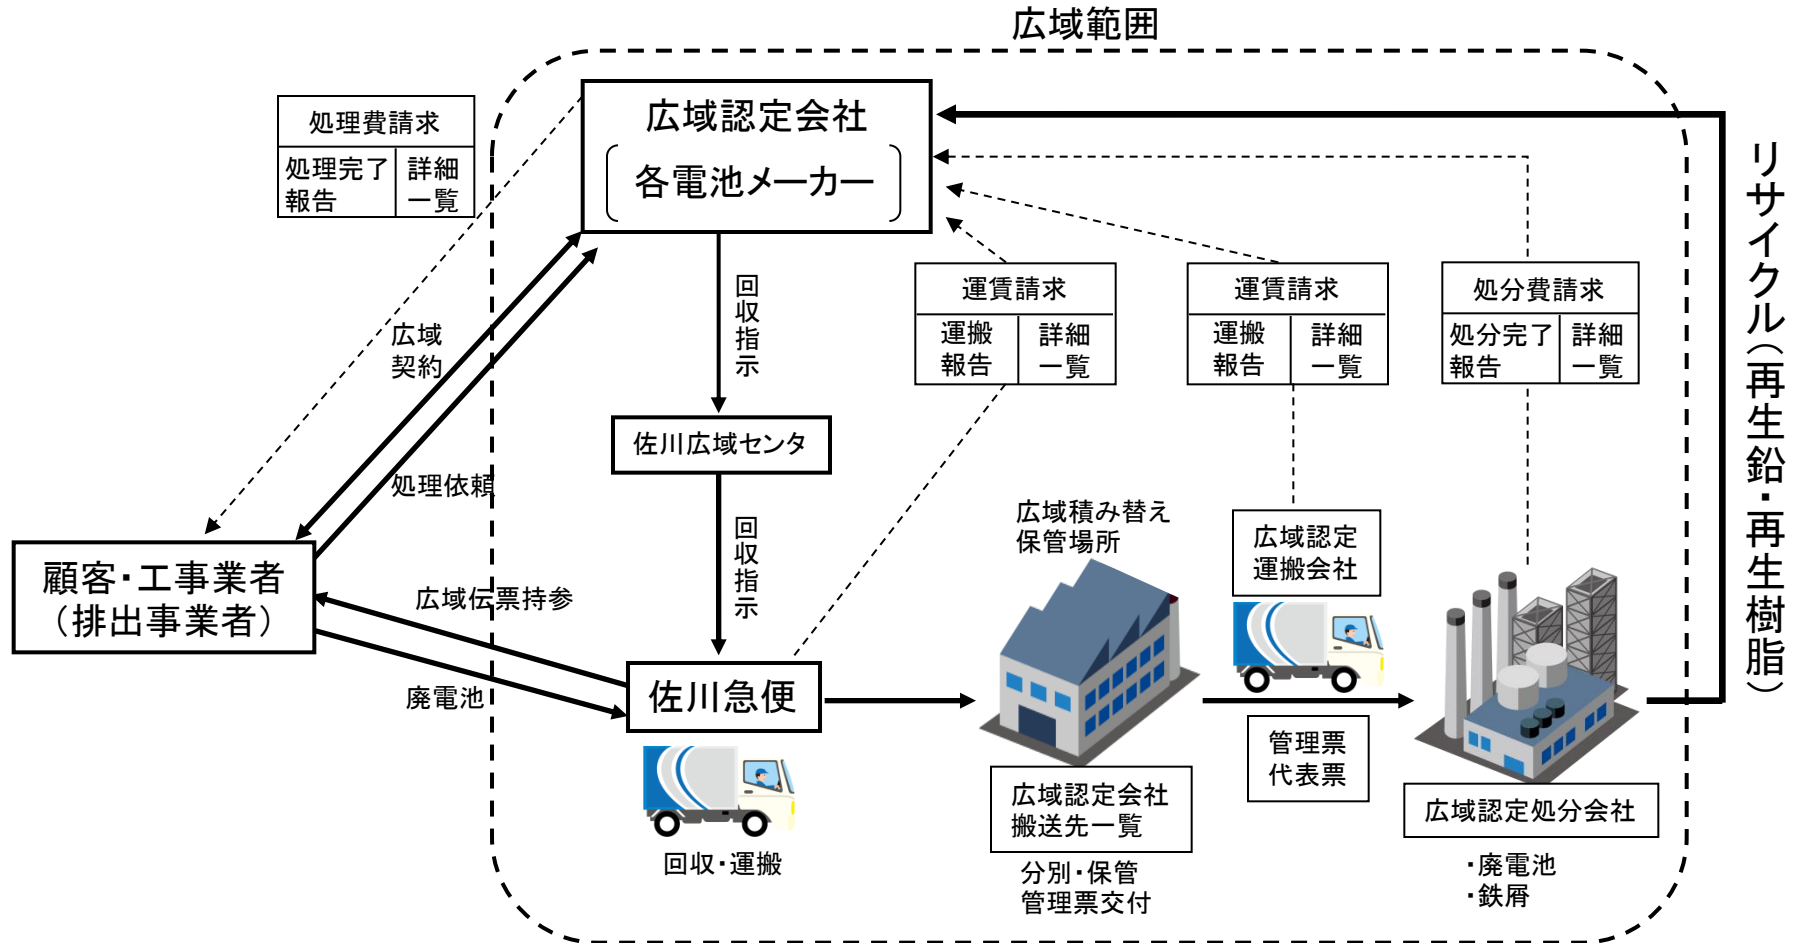 広域範囲
処理費請求
処理完了
報告
詳細
一覧
広域認定会社
各電池メーカー
広域
契約
処理依頼
回収指示
佐川広域センタ
回収指示
運賃請求
運搬
報告
詳細
一覧
運賃請求
運搬
報告
詳細
一覧
処分費請求
処分完了
報告
詳細
一覧
リサイクル（再生鉛・再生樹脂）
顧客・工事業者
（排出事業者）
広域伝票持参
廃電池
佐川急便
回収・運搬
広域積み替え
保管場所
広域認定会社
搬送先一覧
分別・保管
管理票交付
広域認定
運搬会社
管理票
代表票
広域認定処分会社
・廃電池
・鉄屑